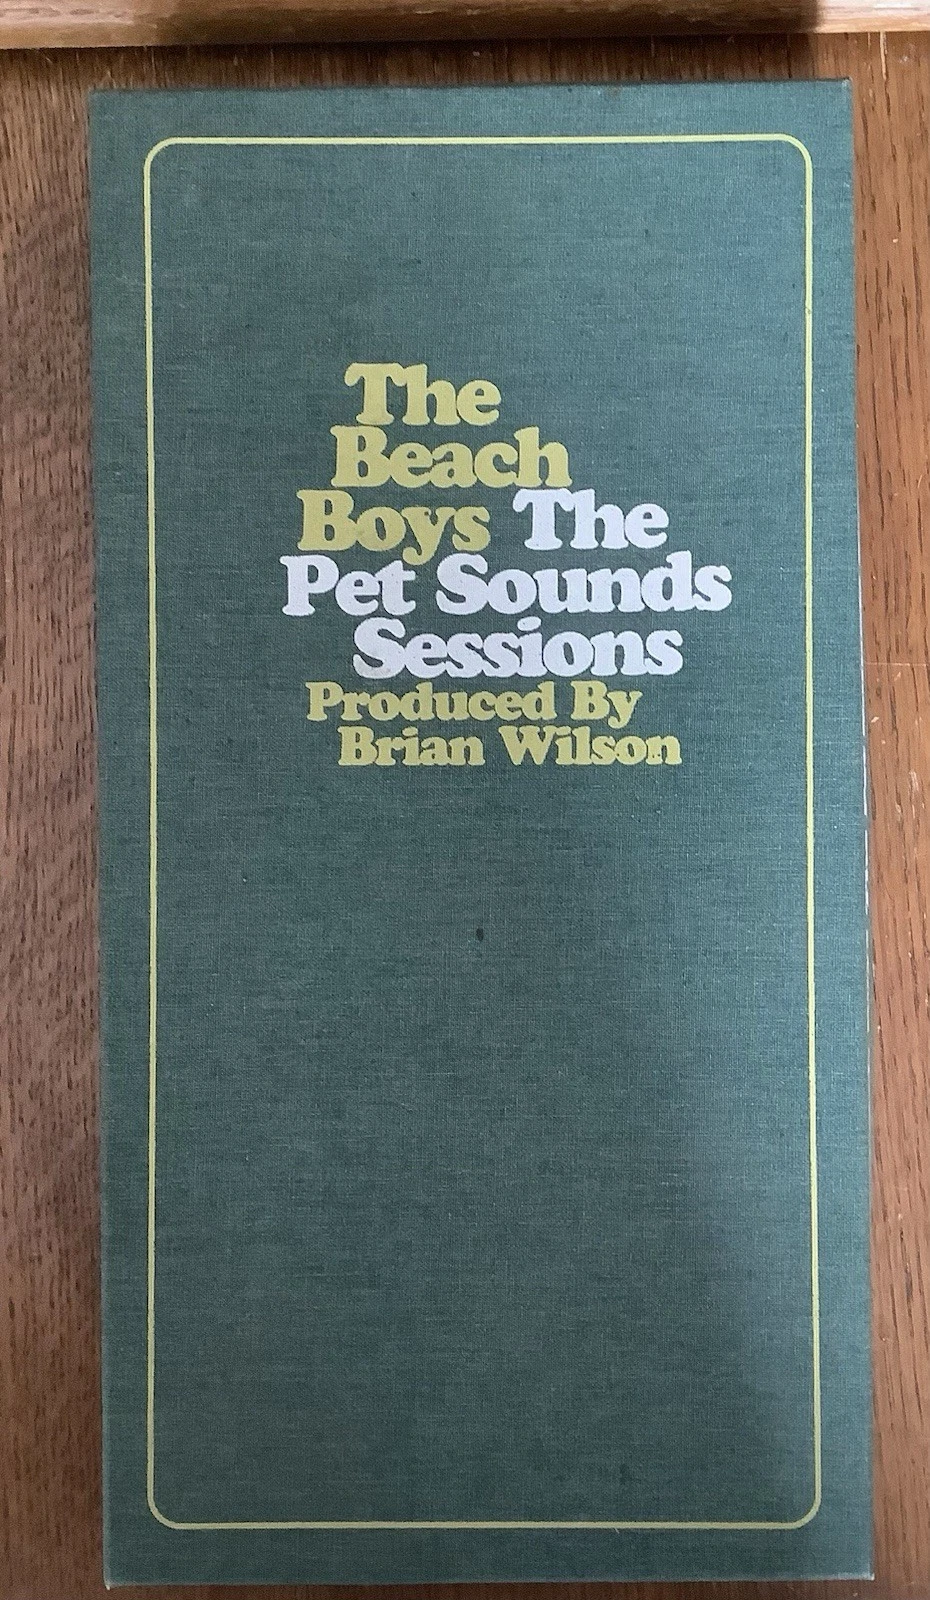 The
Beach
Boys The
Pet Sounds
Sessions
Produced By
Brian Wilson